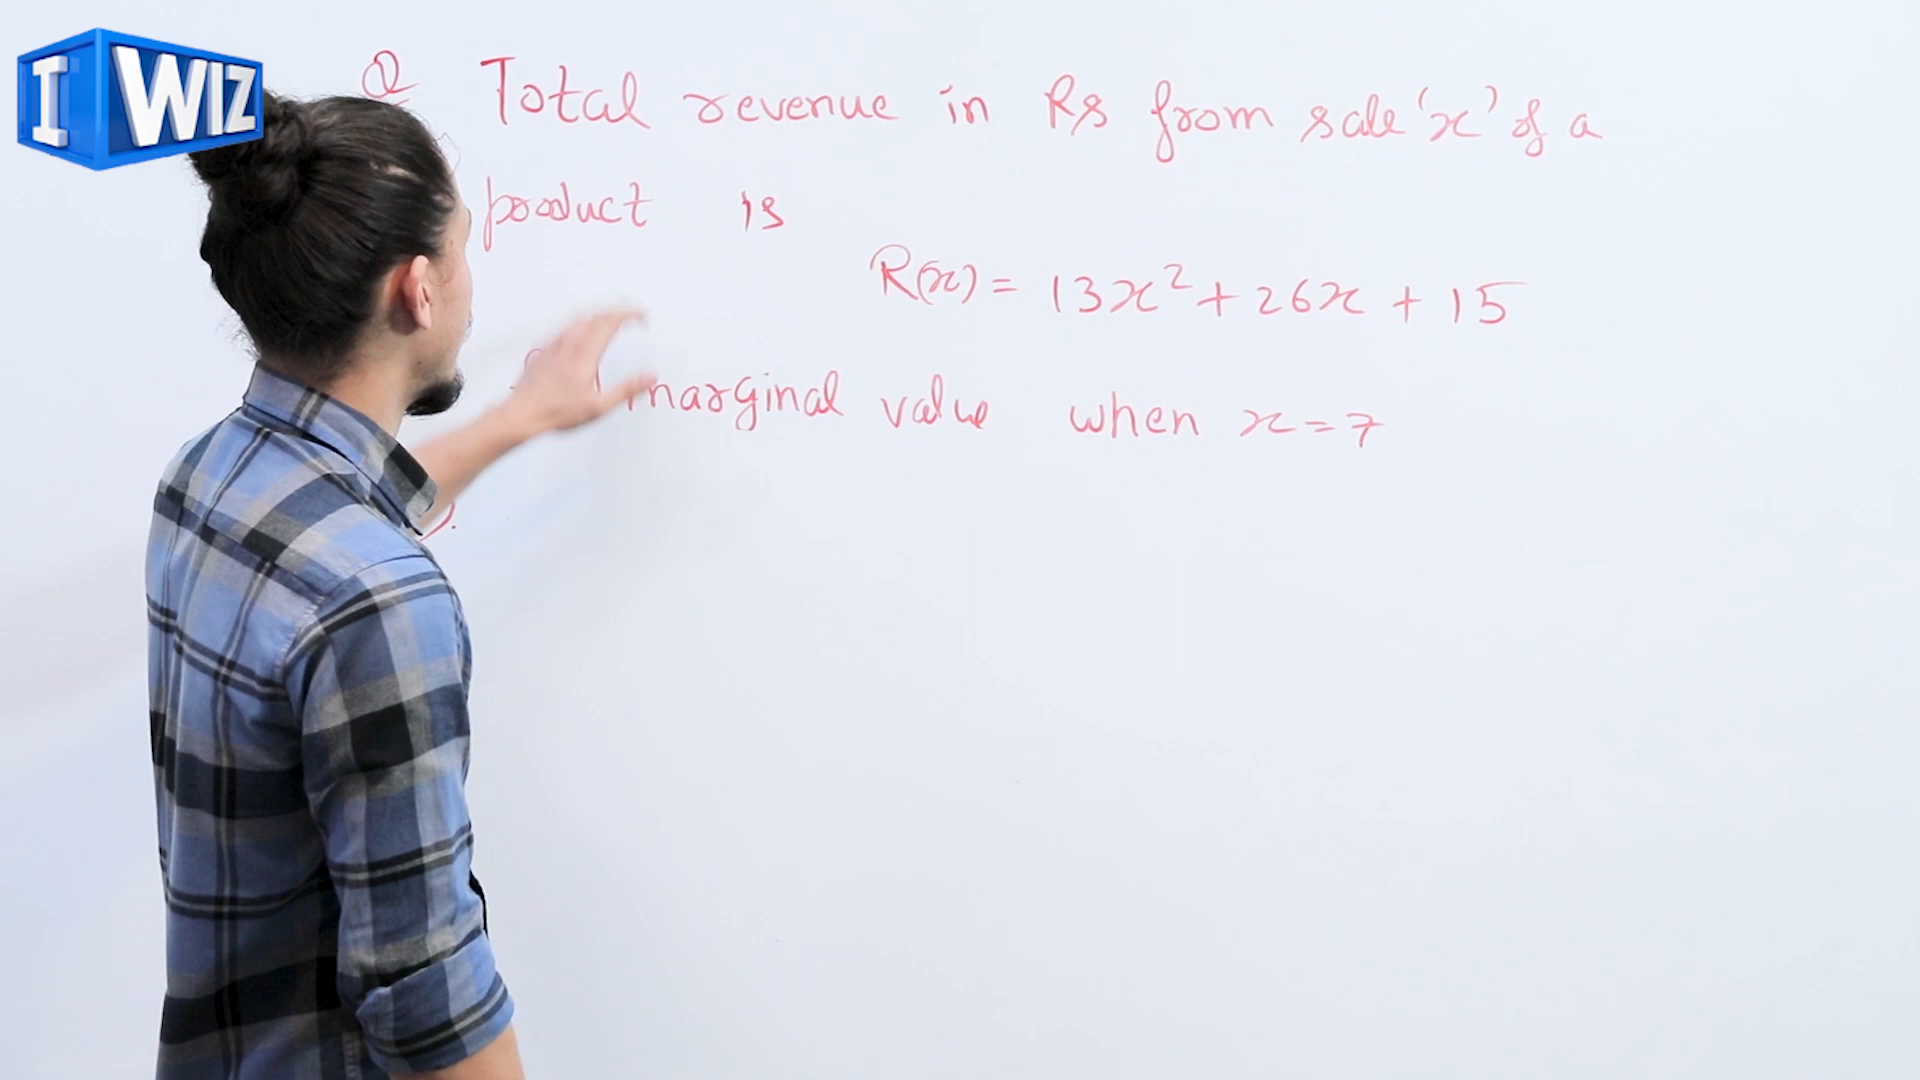 I WIZ
Q Total revenue in Rs from sale 'x' of a
product is
R(x) = 13x² + 26x + 15
marginal value when x = 7